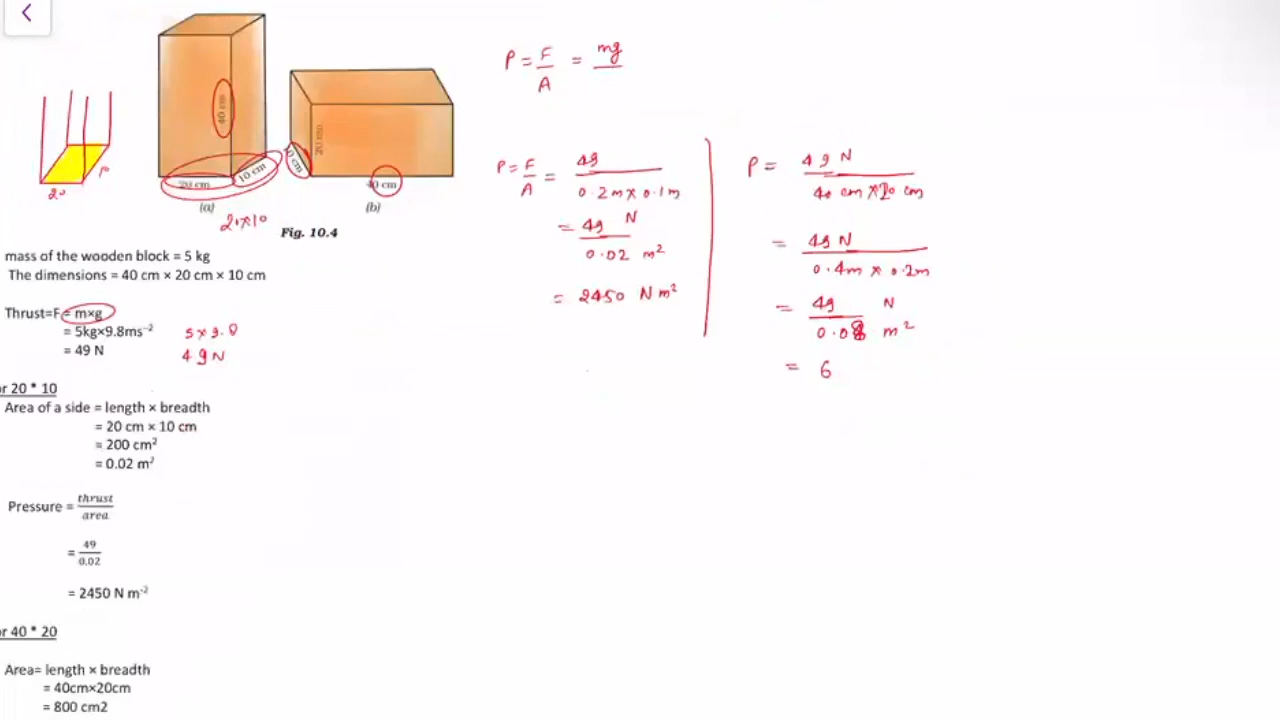 40 cm
20 cm
10 cm
(a)
10 cm
20 cm
40 cm
(b)
20
10
20×10
Fig. 10.4
mass of the wooden block = 5 kg
The dimensions = 40 cm × 20 cm × 10 cm
Thrust=F= m×g
= 5kg×9.8ms⁻²
= 49 N
5 × 9.8
49 N
r 20 * 10
Area of a side = length × breadth
= 20 cm × 10 cm
= 200 cm²
= 0.02 m²
Pressure = thrust
area
= 49
0.02
= 2450 N m⁻²
r 40 * 20
Area= length × breadth
= 40cm×20cm
= 800 cm2
P = F = mg
A
P = F = 49
A 0.2m × 0.1m
= 49 N
0.02 m²
= 2450 N m²
P = 49 N
40 cm × 20 cm
= 49 N
0.4m × 0.2m
= 49 N
0.08 m²
= 6